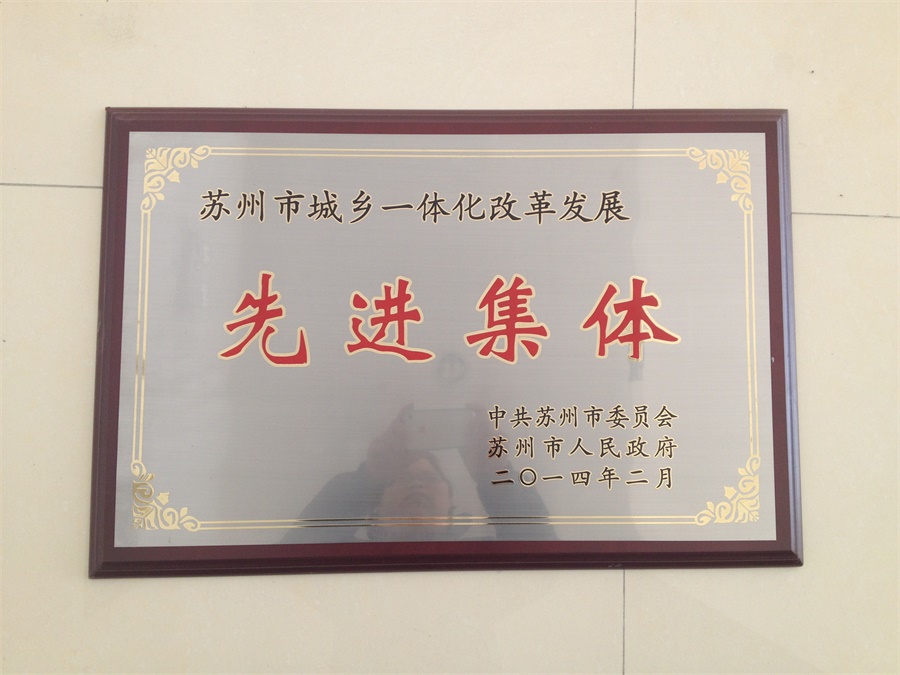 苏州市城乡一体化改革发展
先进集体
中共苏州市委员会
苏州市人民政府
二〇一四年二月